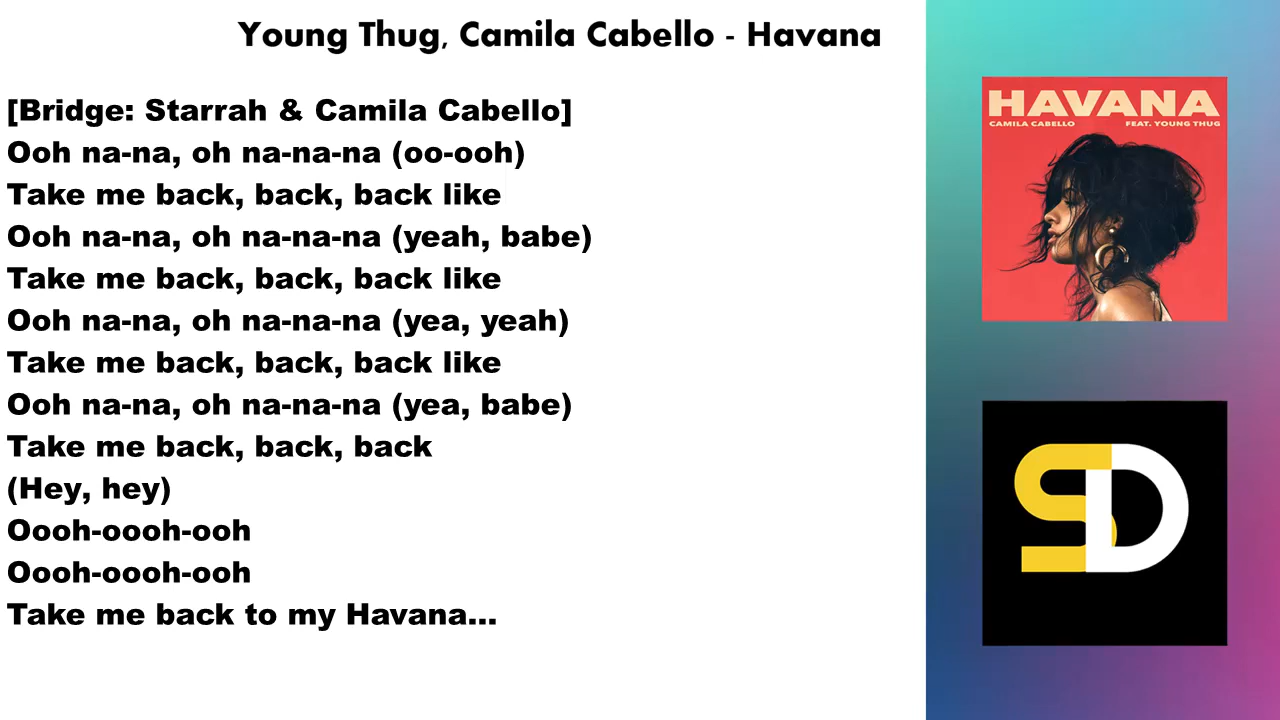 Young Thug, Camila Cabello - Havana
[Bridge: Starrah & Camila Cabello]
Ooh na-na, oh na-na-na (oo-ooh)
Take me back, back, back like
Ooh na-na, oh na-na-na (yeah, babe)
Take me back, back, back like
Ooh na-na, oh na-na-na (yea, yeah)
Take me back, back, back like
Ooh na-na, oh na-na-na (yea, babe)
Take me back, back, back
(Hey, hey)
Oooh-oooh-ooh
Oooh-oooh-ooh
Take me back to my Havana...
HAVANA
CAMILA CABELLO FEAT. YOUNG THUG
SD